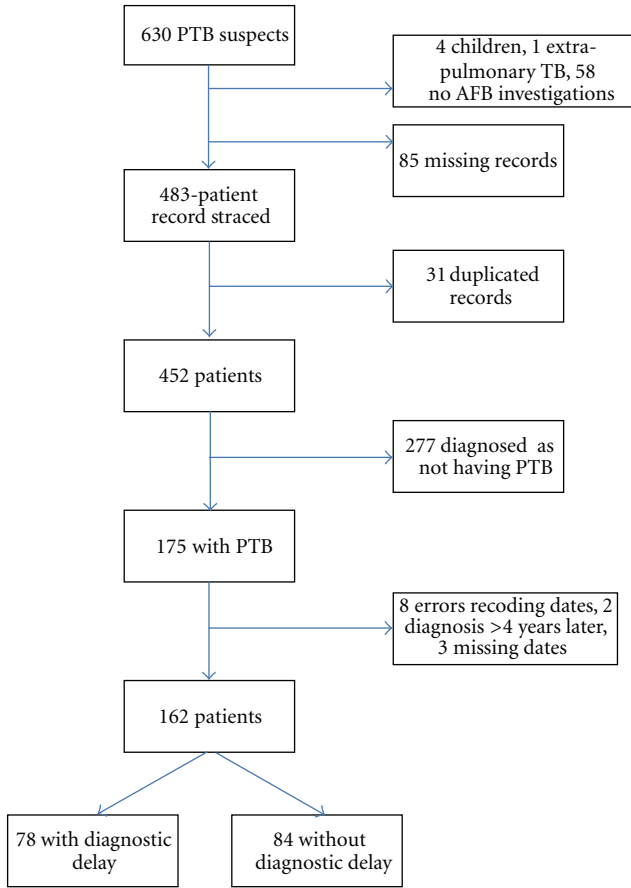 630 PTB suspects
4 children, 1 extra-
pulmonary TB, 58
no AFB investigations
85 missing records
483-patient
record straced
31 duplicated
records
452 patients
277 diagnosed as
not having PTB
175 with PTB
8 errors recoding dates, 2
diagnosis >4 years later,
3 missing dates
162 patients
78 with diagnostic
delay
84 without
diagnostic delay